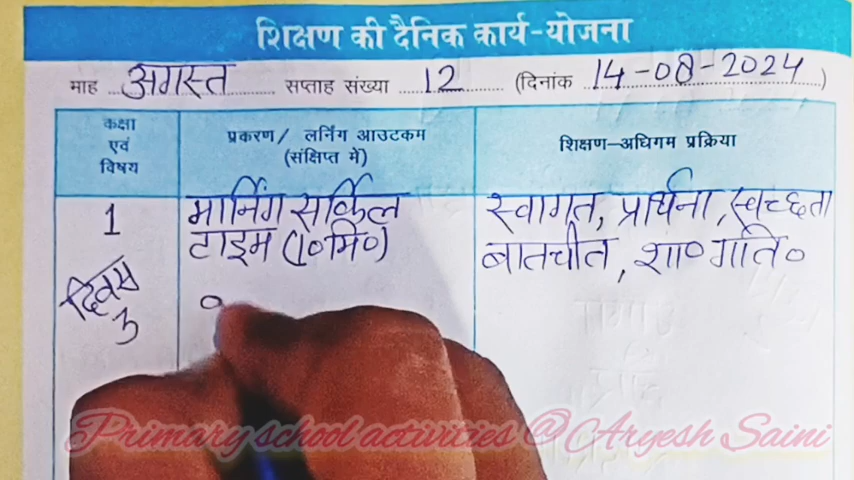 शिक्षण की दैनिक कार्य-योजना
माह अगस्त सप्ताह संख्या 12 (दिनांक 14-08-2024)
कक्षा एवं विषय
प्रकरण/ लर्निंग आउटकम (संक्षिप्त में)
शिक्षण-अधिगम प्रक्रिया
1
दिवस 3
मार्निंग सर्किल
टाइम (10मि०)
स्वागत, प्रार्थना, स्वच्छता
बातचीत, शा० गति०
Primary school activities @ Aryesh Saini